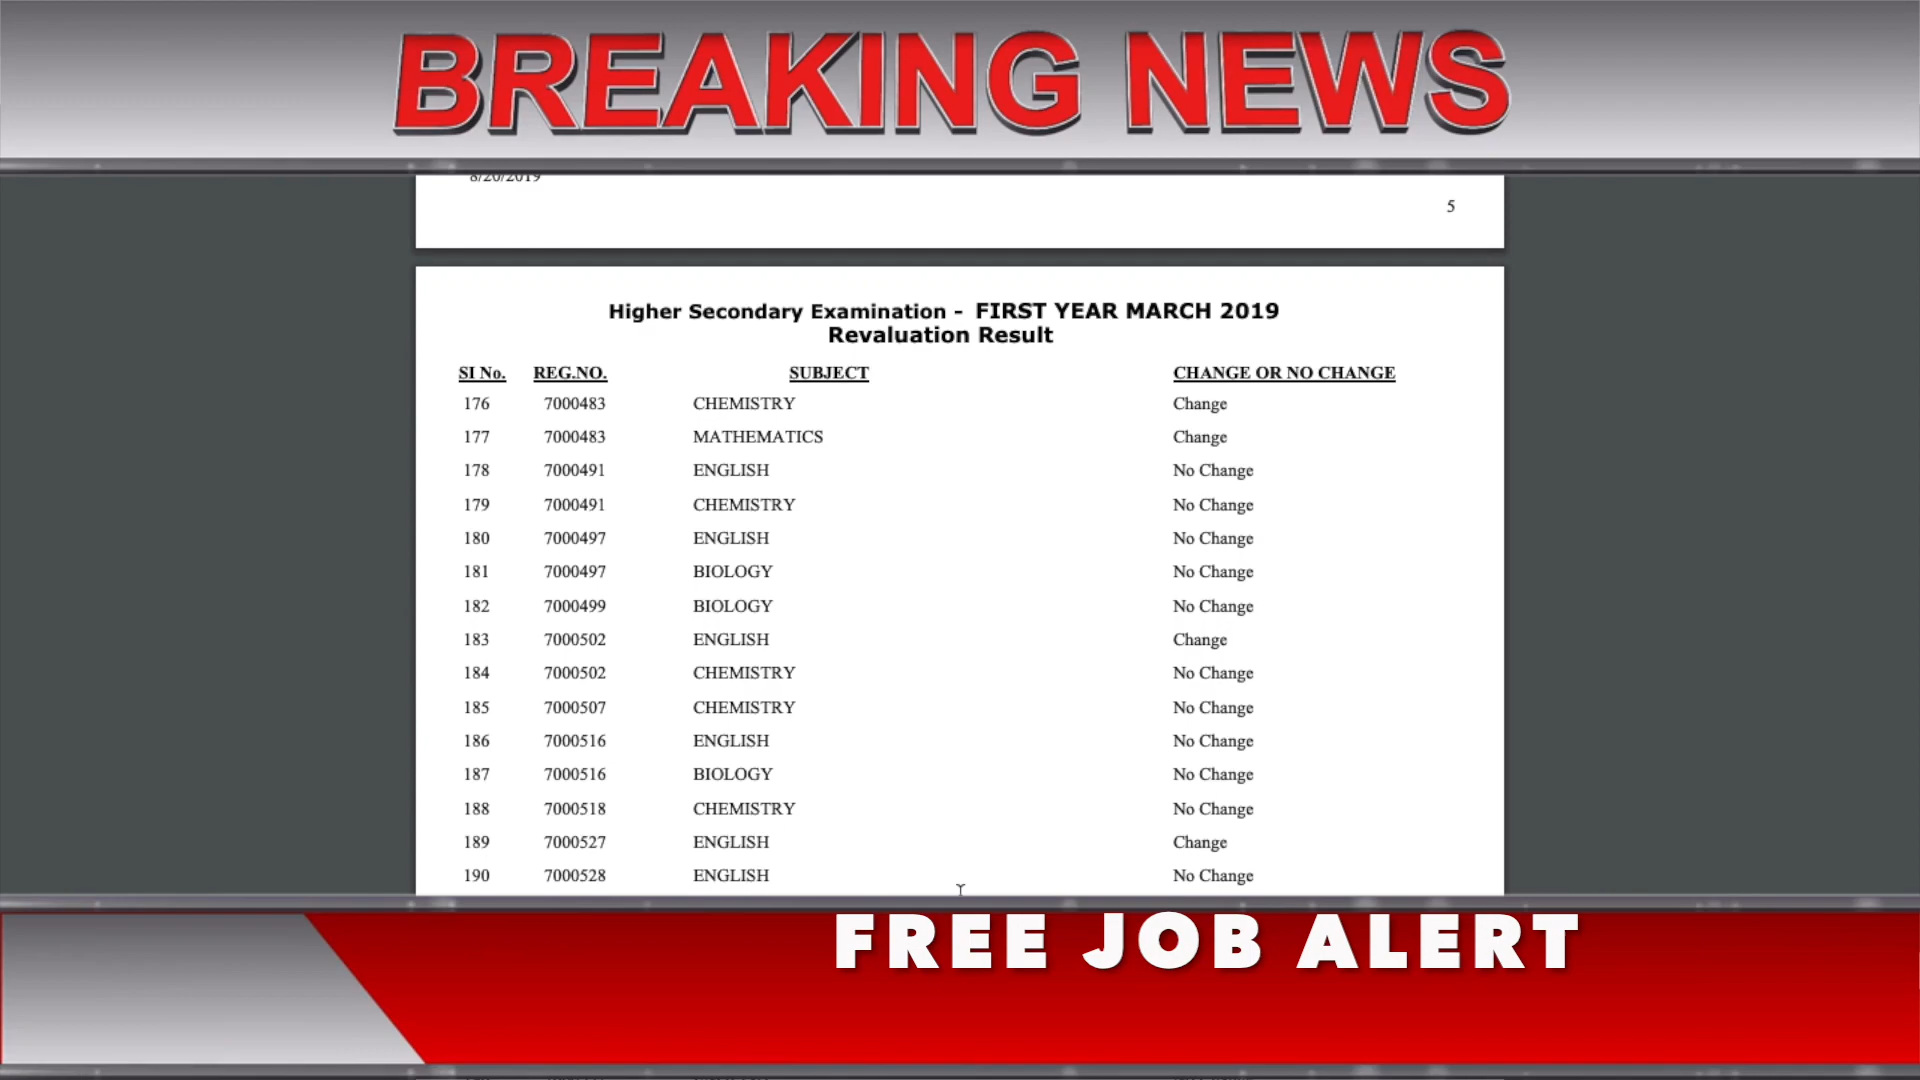 BREAKING NEWS
8/20/2019
5
Higher Secondary Examination - FIRST YEAR MARCH 2019
Revaluation Result
SI No. REG.NO. SUBJECT CHANGE OR NO CHANGE
176 7000483 CHEMISTRY Change
177 7000483 MATHEMATICS Change
178 7000491 ENGLISH No Change
179 7000491 CHEMISTRY No Change
180 7000497 ENGLISH No Change
181 7000497 BIOLOGY No Change
182 7000499 BIOLOGY No Change
183 7000502 ENGLISH Change
184 7000502 CHEMISTRY No Change
185 7000507 CHEMISTRY No Change
186 7000516 ENGLISH No Change
187 7000516 BIOLOGY No Change
188 7000518 CHEMISTRY No Change
189 7000527 ENGLISH Change
190 7000528 ENGLISH No Change
FREE JOB ALERT